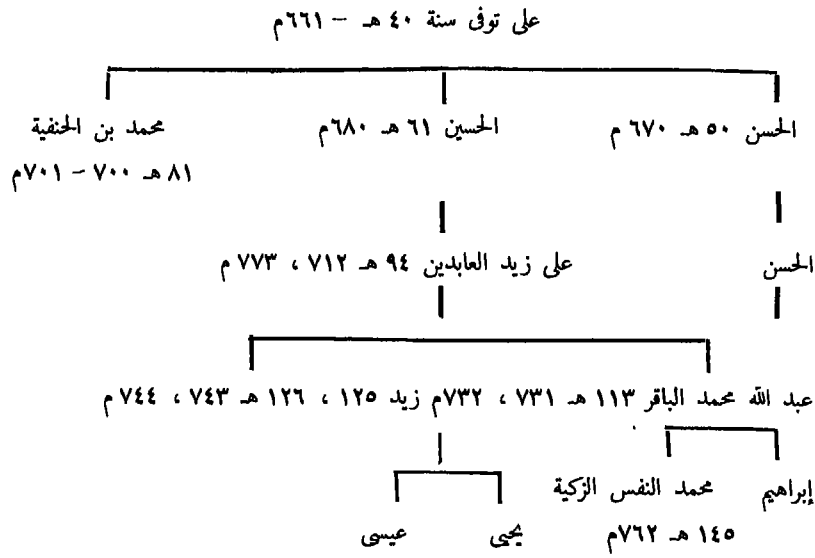 على توفى سنة ٤٠ هـ – ٦٦١م
الحسن ٥٠ هـ ٦٧٠ م الحسين ٦١ هـ ٦٨٠م محمد بن الحنفية
٨١ هـ ٧٠٠ – ٧٠١م
الحسن على زيد العابدين ٩٤ هـ ٧١٢ ، ٧٧٣ م
عبد الله محمد الباقر ١١٣ هـ ٧٣١ ، ٧٣٢م زيد ١٢٥ ، ١٢٦ هـ ٧٤٣ ، ٧٤٤ م
إبراهيم محمد النفس الزكية يحيى عيسى
١٤٥ هـ ٧٦٢م